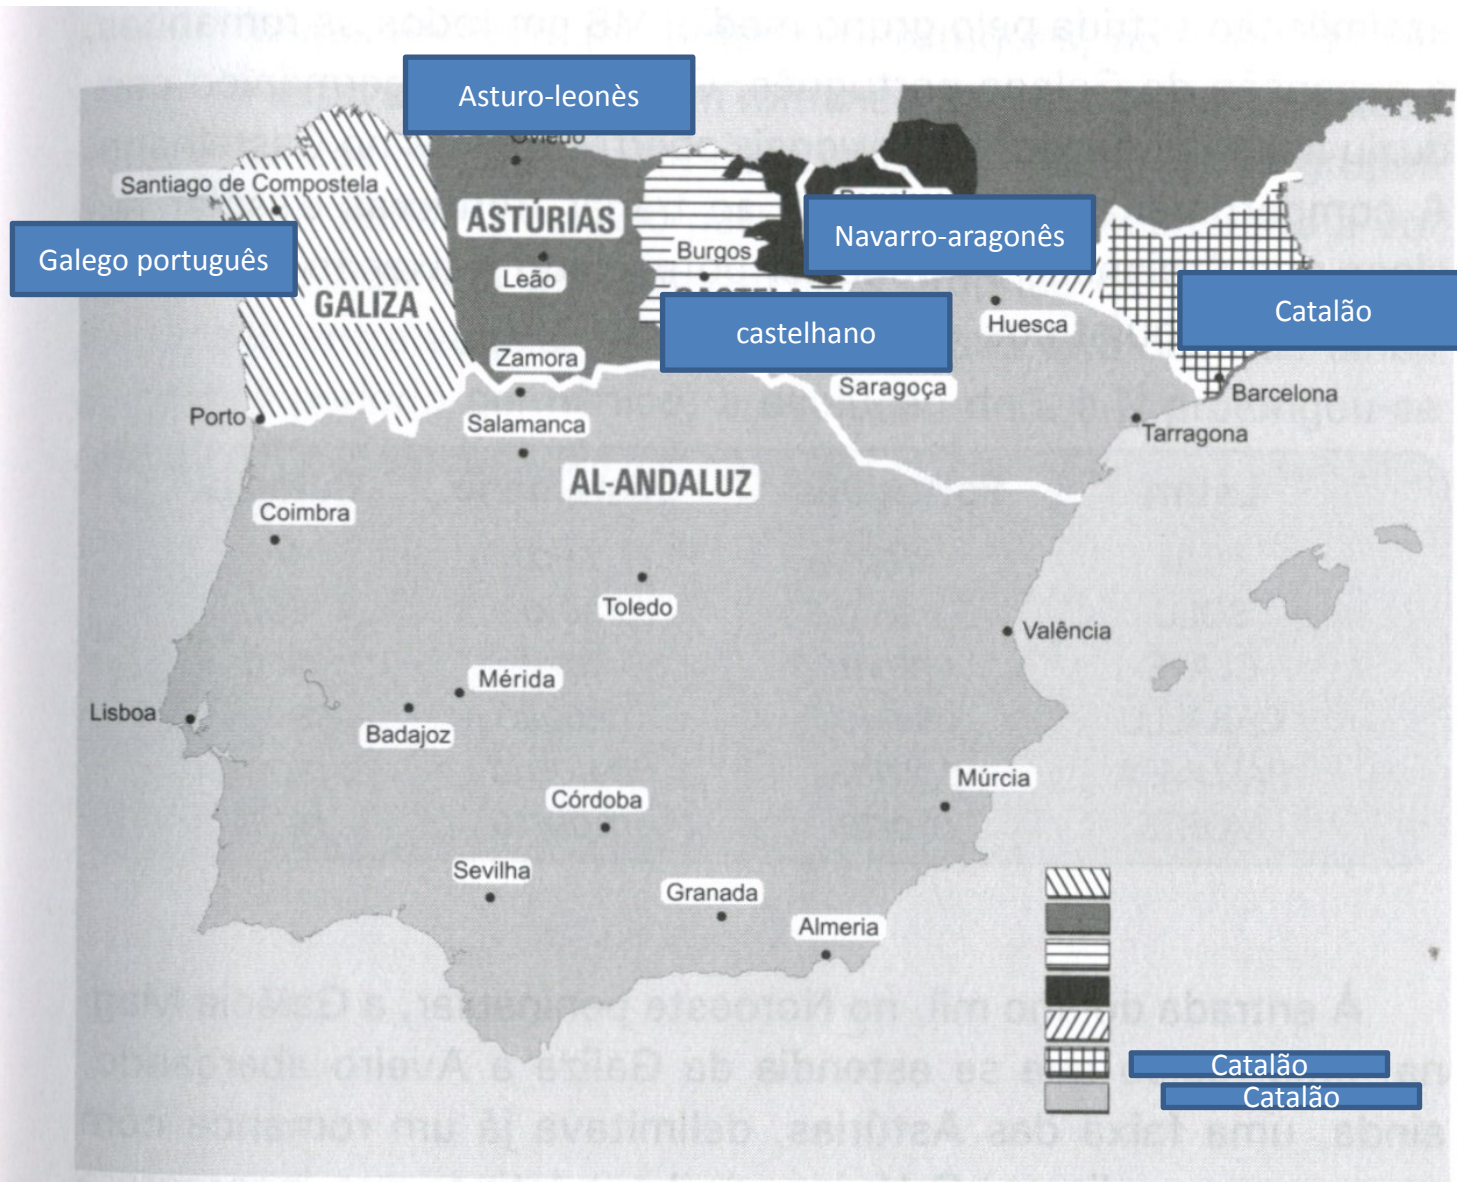 Asturo-leonès
Oviedo
Santiago de Compostela
ASTÚRIAS
Galego português
Burgos
Navarro-aragonês
Leão
GALIZA
Catalão
castelhano
Huesca
Zamora
Saragoça
Barcelona
Porto
Salamanca
Tarragona
AL-ANDALUZ
Coimbra
Toledo
Valência
Mérida
Lisboa
Badajoz
Múrcia
Córdoba
Sevilha
Granada
Almeria
Catalão
Catalão